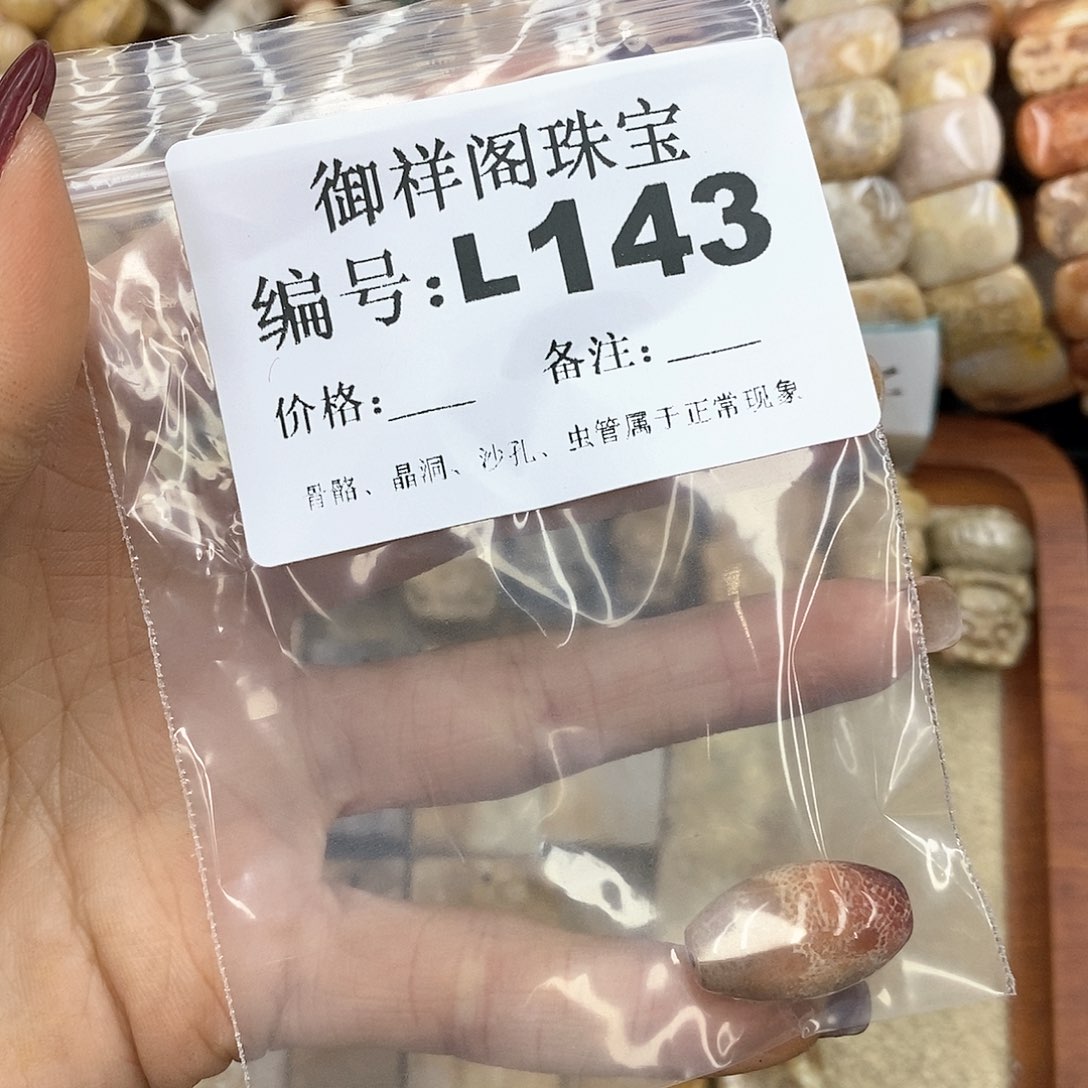 御祥阁珠宝
编号:L143
价格:____ 备注:____
骨骼、晶洞、沙孔、虫管属于正常现象